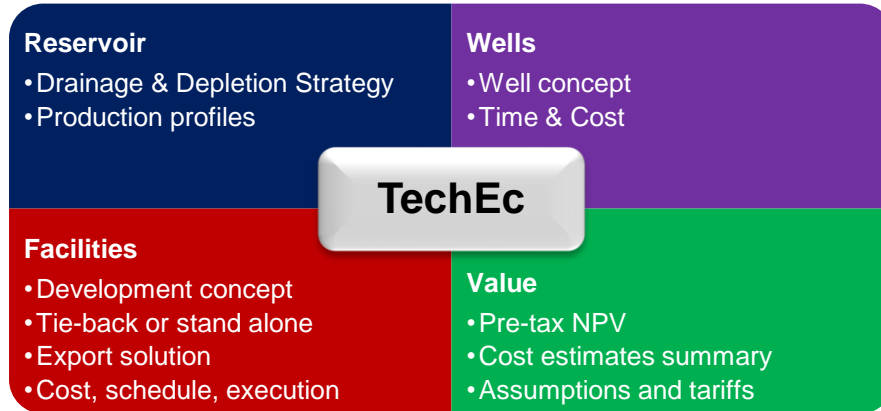 Reservoir
•Drainage & Depletion Strategy
•Production profiles
Wells
•Well concept
•Time & Cost
TechEc
Facilities
•Development concept
•Tie-back or stand alone
•Export solution
•Cost, schedule, execution
Value
•Pre-tax NPV
•Cost estimates summary
•Assumptions and tariffs